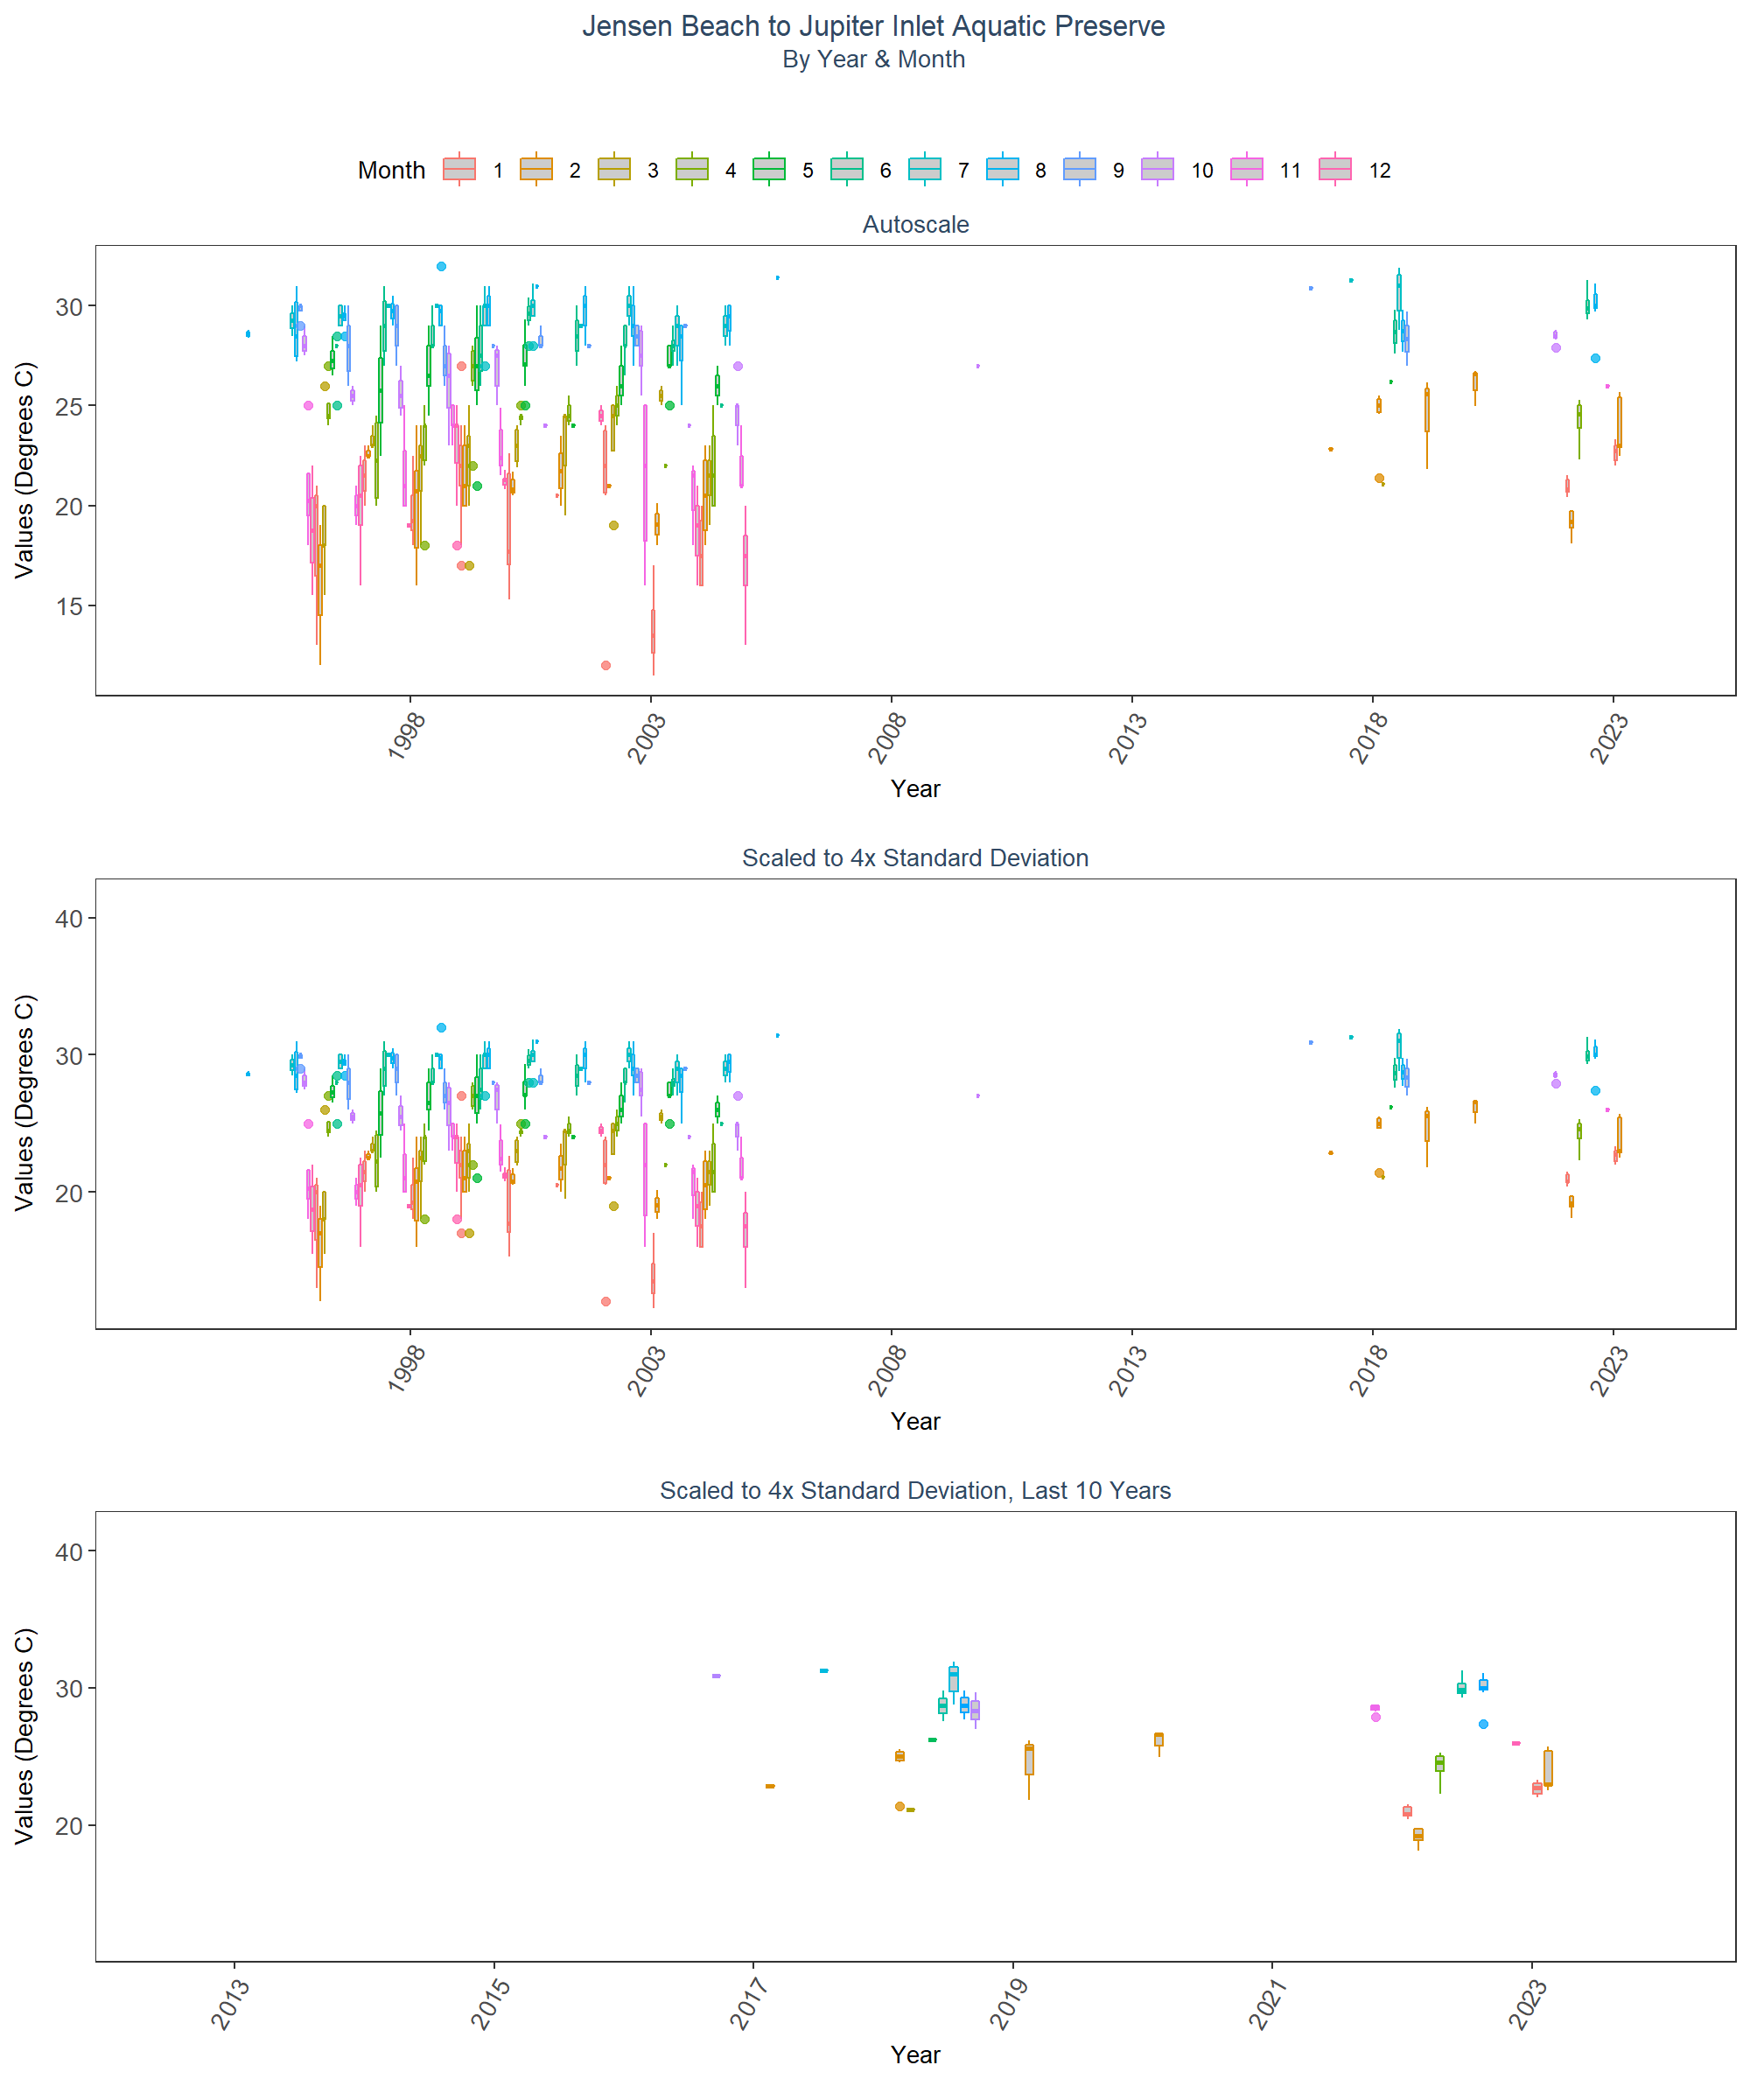 Jensen Beach to Jupiter Inlet Aquatic Preserve
By Year & Month
Month 1 2 3 4 5 6 7 8 9 10 11 12
Autoscale
Values (Degrees C)
30
25
20
15
1998 2003 2008 2013 2018 2023
Year
Scaled to 4x Standard Deviation
Values (Degrees C)
40
30
20
1998 2003 2008 2013 2018 2023
Year
Scaled to 4x Standard Deviation, Last 10 Years
Values (Degrees C)
40
30
20
2013 2015 2017 2019 2021 2023
Year